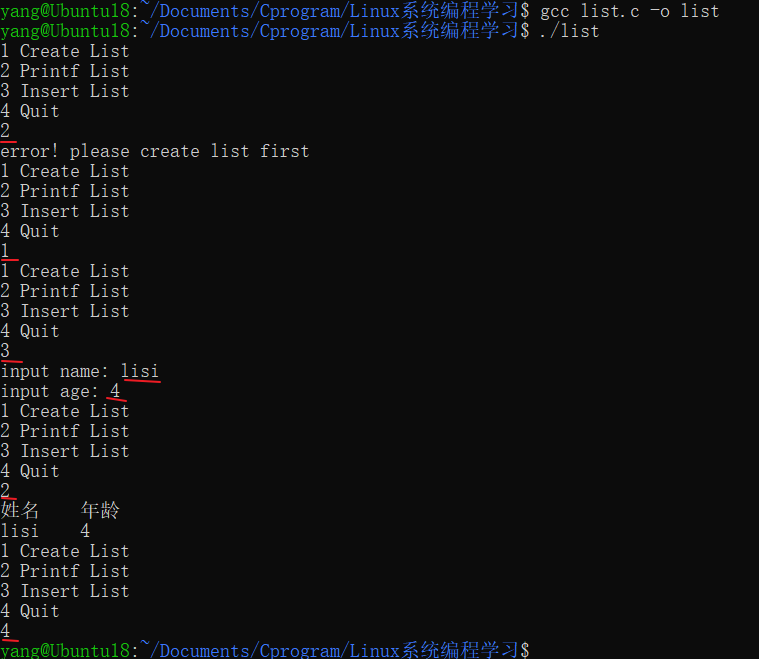 yang@Ubuntu18:~/Documents/Cprogram/Linux系统编程学习$ gcc list.c -o list
yang@Ubuntu18:~/Documents/Cprogram/Linux系统编程学习$ ./list
1 Create List
2 Printf List
3 Insert List
4 Quit
2
error! please create list first
1 Create List
2 Printf List
3 Insert List
4 Quit
1
1 Create List
2 Printf List
3 Insert List
4 Quit
3
input name: lisi
input age: 4
1 Create List
2 Printf List
3 Insert List
4 Quit
2
姓名    年龄
lisi    4
1 Create List
2 Printf List
3 Insert List
4 Quit
4
yang@Ubuntu18:~/Documents/Cprogram/Linux系统编程学习$